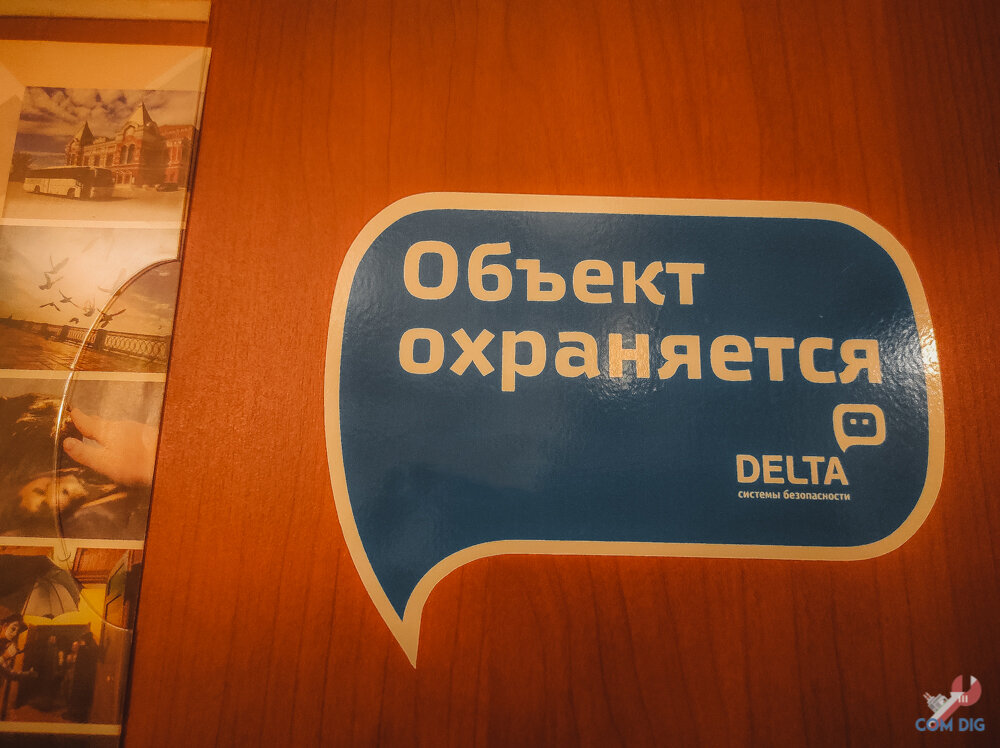 Объект
охраняется
DELTA
системы безопасности
COM DIG